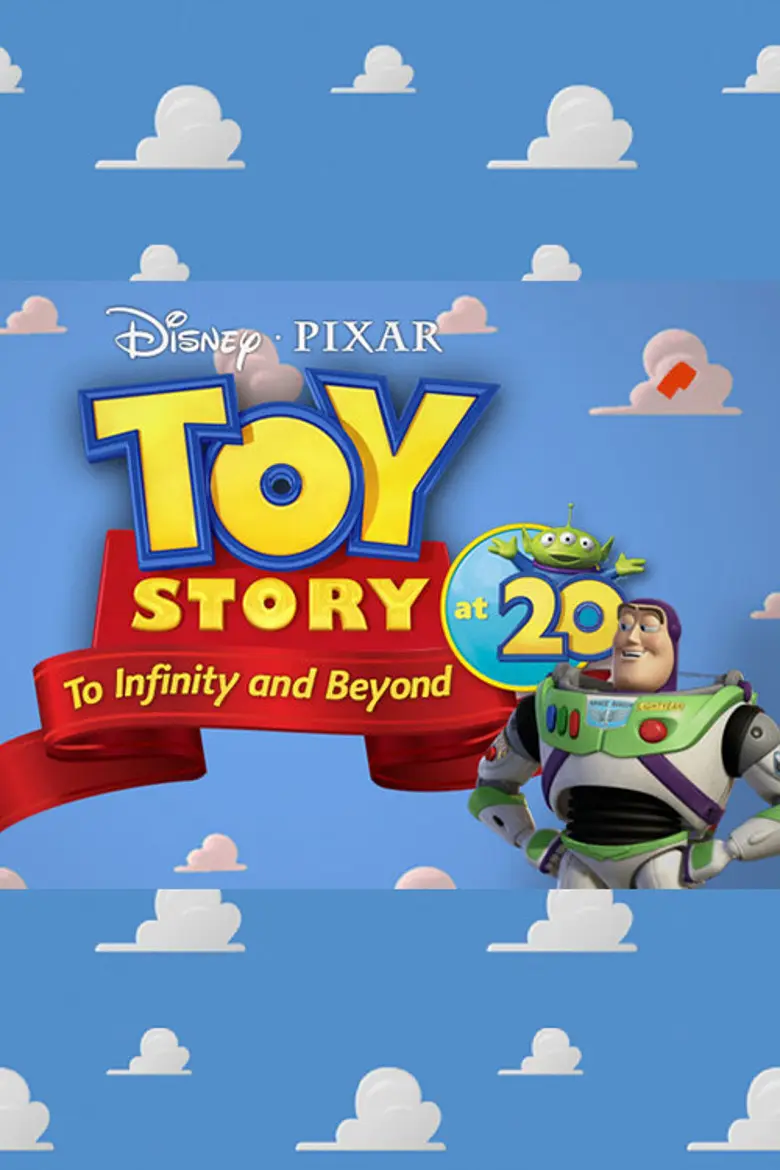 Disney · PIXAR
TOY
STORY
at 20
To Infinity and Beyond